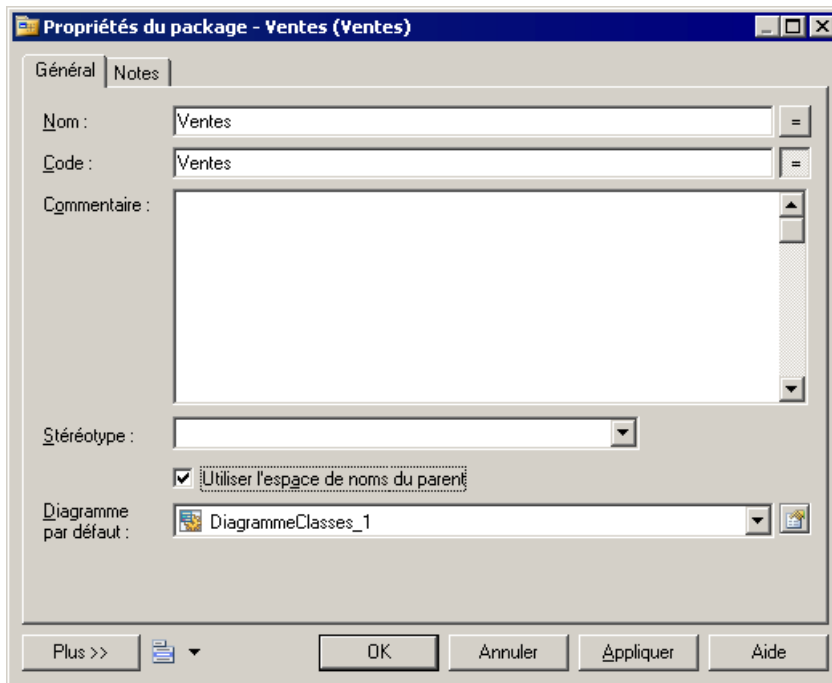 Propriétés du package - Ventes (Ventes)
Général Notes
Nom : Ventes =
Code : Ventes =
Commentaire :
Stéréotype :
Utiliser l'espace de noms du parent
Diagramme
par défaut : DiagrammeClasses_1
Plus >> OK Annuler Appliquer Aide